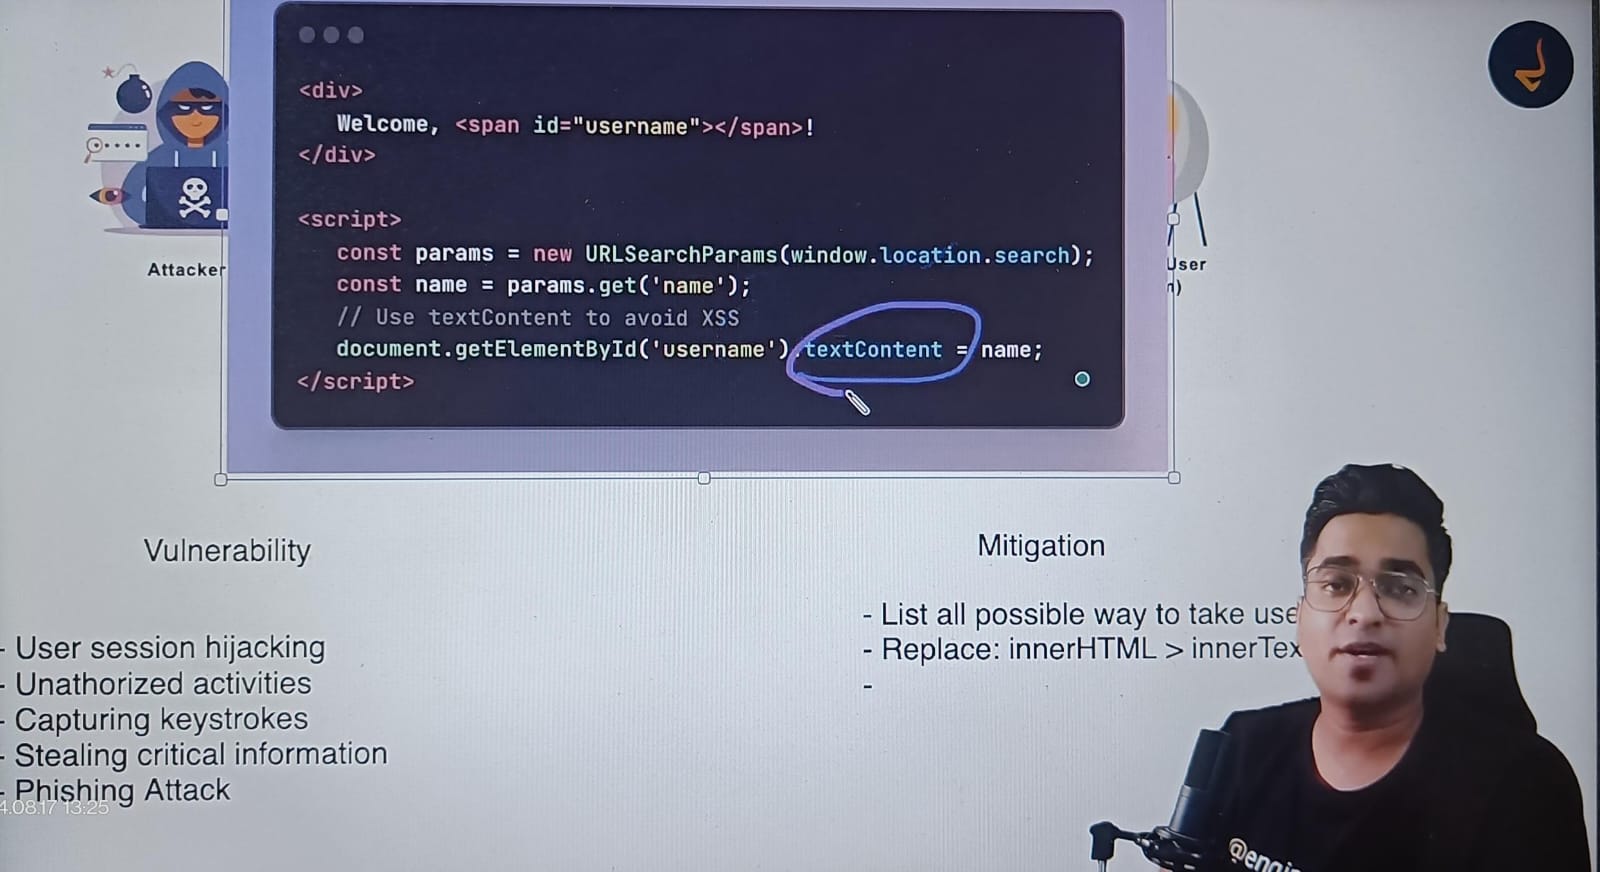 <div>
Welcome, <span id="username"></span>!
</div>
<script>
const params = new URLSearchParams(window.location.search);
const name = params.get('name');
// Use textContent to avoid XSS
document.getElementById('username').textContent = name;
</script>
Attacker
User
Vulnerability
- User session hijacking
- Unathorized activities
- Capturing keystrokes
- Stealing critical information
- Phishing Attack
Mitigation
- List all possible way to take
- Replace: innerHTML >
-
4.08.17 13:25